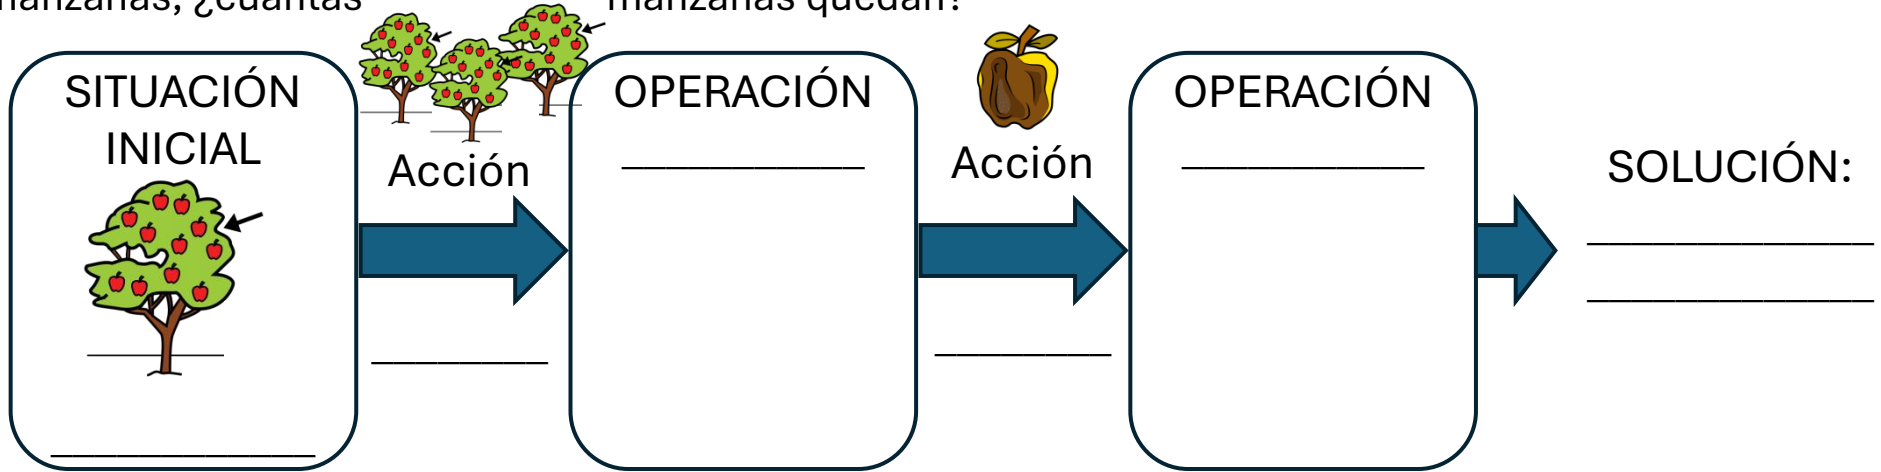 manzanas, ¿cuántas manzanas quedan?
SITUACIÓN
INICIAL
Acción
OPERACIÓN
Acción
OPERACIÓN
SOLUCIÓN: